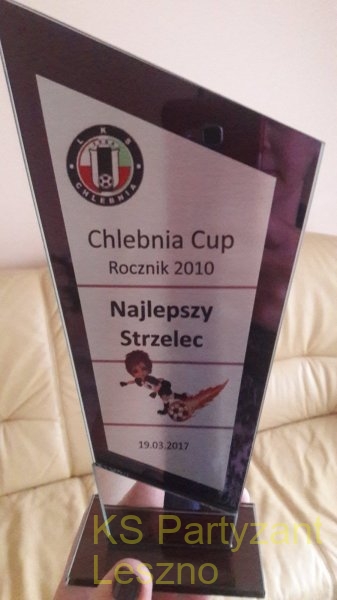 LKS
CHLEBNIA
Chlebnia Cup
Rocznik 2010
Najlepszy
Strzelec
19.03.2017
KS Partyzant
Leszno